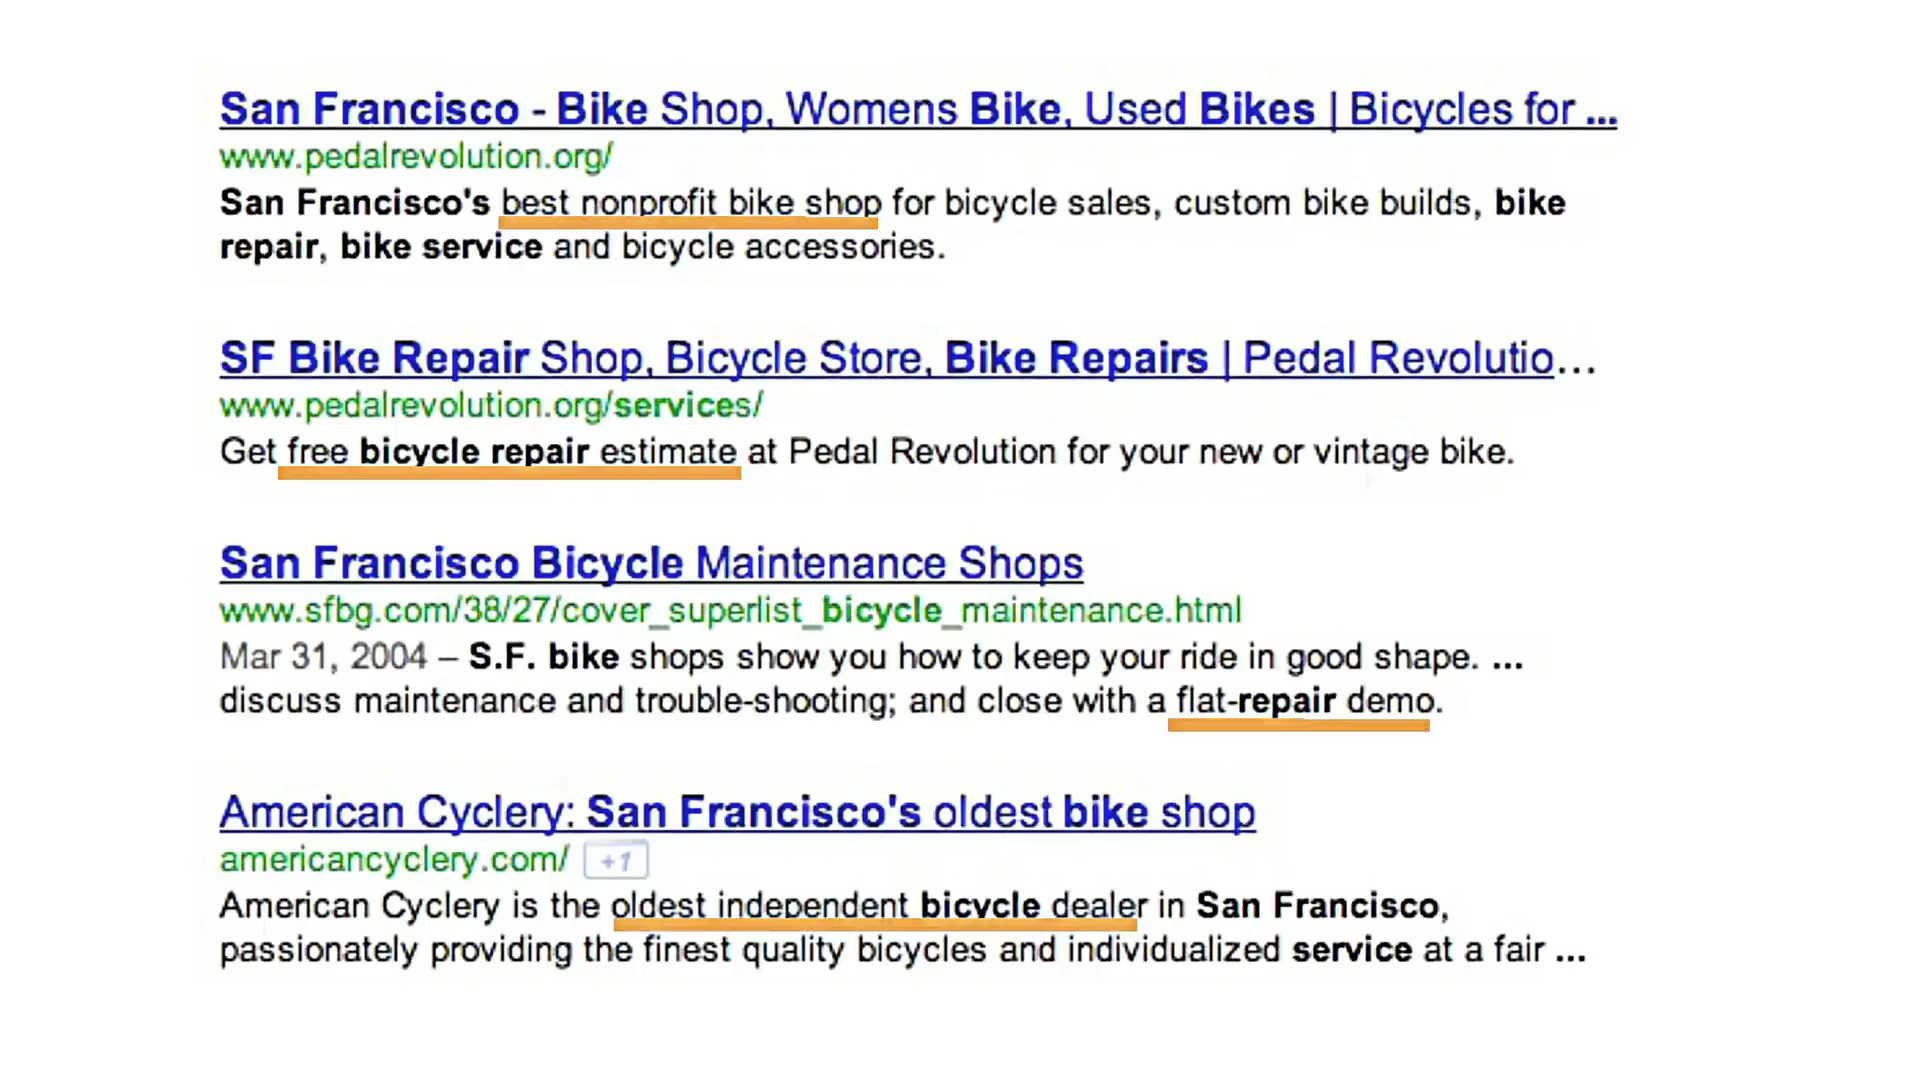 San Francisco - Bike Shop, Womens Bike, Used Bikes | Bicycles for ...
www.pedalrevolution.org/
San Francisco's best nonprofit bike shop for bicycle sales, custom bike builds, bike
repair, bike service and bicycle accessories.
SF Bike Repair Shop, Bicycle Store, Bike Repairs | Pedal Revolutio...
www.pedalrevolution.org/services/
Get free bicycle repair estimate at Pedal Revolution for your new or vintage bike.
San Francisco Bicycle Maintenance Shops
www.sfbg.com/38/27/cover_superlist_bicycle_maintenance.html
Mar 31, 2004 – S.F. bike shops show you how to keep your ride in good shape. ...
discuss maintenance and trouble-shooting; and close with a flat-repair demo.
American Cyclery: San Francisco's oldest bike shop
americancyclery.com/ +1
American Cyclery is the oldest independent bicycle dealer in San Francisco,
passionately providing the finest quality bicycles and individualized service at a fair ...